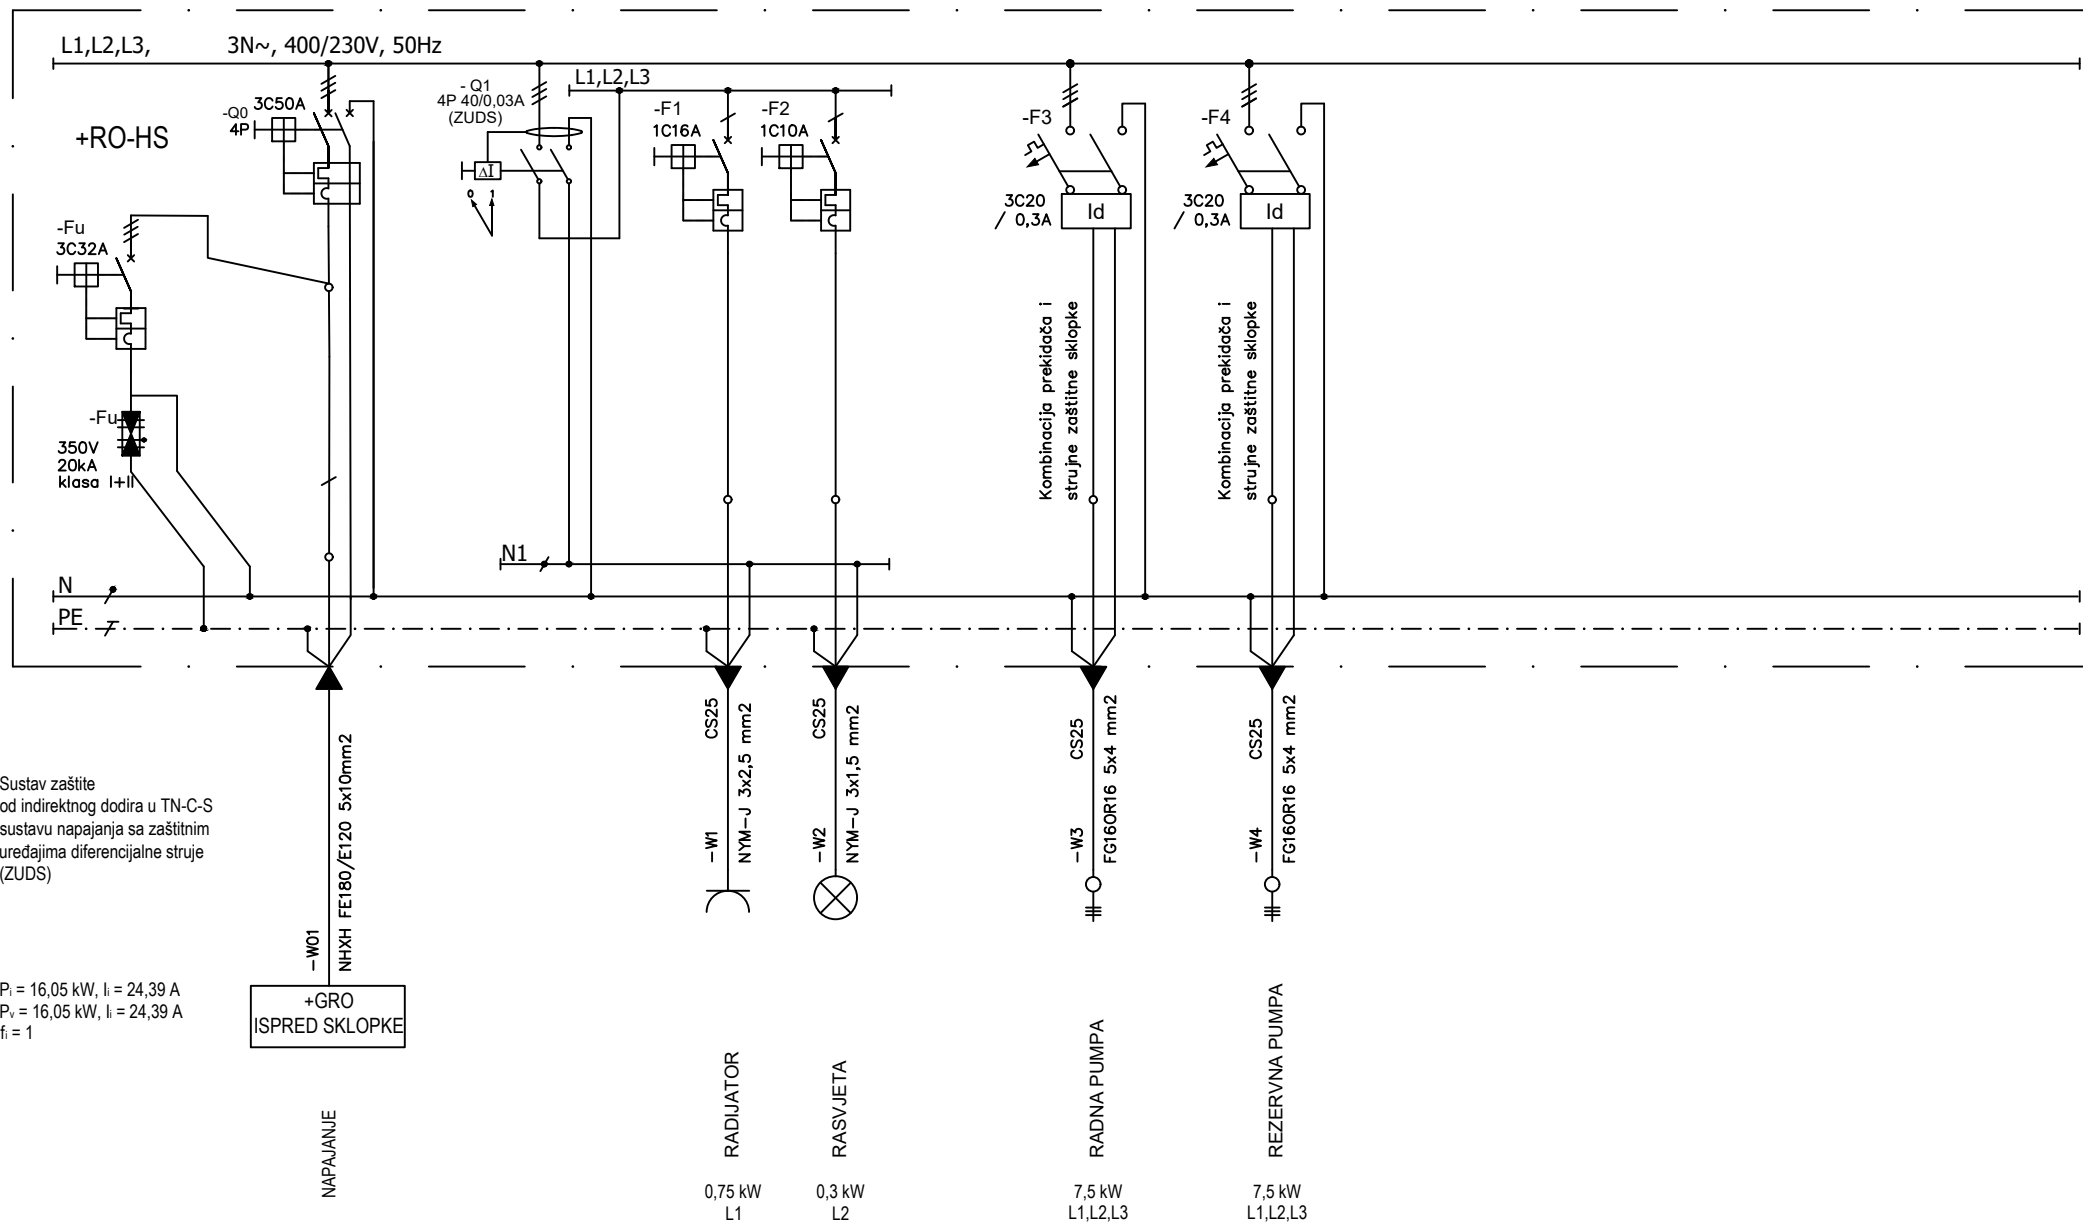 L1,L2,L3, 3N~, 400/230V, 50Hz
+RO-HS
-Q0
4P
3C50A
- Q1
4P 40/0,03A
(ZUDS)
ΔI
0 1
L1,L2,L3
-F1
1C16A
-F2
1C10A
-F3
3C20
/ 0,3A
Id
Kombinacija prekidača i
strujne zaštitne sklopke
-F4
3C20
/ 0,3A
Id
Kombinacija prekidača i
strujne zaštitne sklopke
-Fu
3C32A
-Fu
350V
20kA
klasa I+II
N1
N
PE
Sustav zaštite
od indirektnog dodira u TN-C-S
sustavu napajanja sa zaštitnim
uređajima diferencijalne struje
(ZUDS)
Pi = 16,05 kW, Ii = 24,39 A
Pv = 16,05 kW, Ii = 24,39 A
fi = 1
-W01
NHXH FE180/E120 5x10mm2
+GRO
ISPRED SKLOPKE
NAPAJANJE
CS25
-W1
NYM-J 3x2,5 mm2
RADIJATOR
0,75 kW
L1
CS25
-W2
NYM-J 3x1,5 mm2
RASVJETA
0,3 kW
L2
CS25
-W3
FG16OR16 5x4 mm2
RADNA PUMPA
7,5 kW
L1,L2,L3
CS25
-W4
FG16OR16 5x4 mm2
REZERVNA PUMPA
7,5 kW
L1,L2,L3